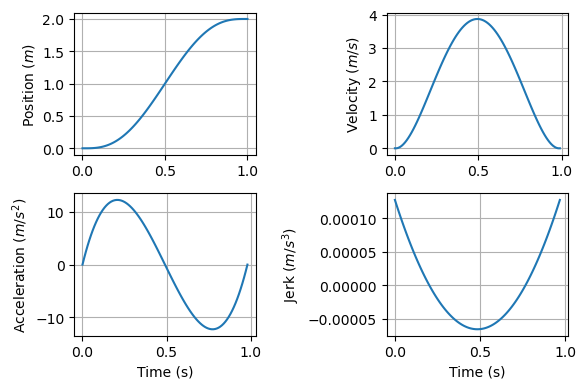 Position (m)
2.0
1.5
1.0
0.5
0.0
0.0 0.5 1.0
Velocity (m/s)
4
3
2
1
0
0.0 0.5 1.0
Acceleration (m/s²)
10
0
−10
0.0 0.5 1.0
Time (s)
Jerk (m/s³)
0.00010
0.00005
0.00000
−0.00005
0.0 0.5 1.0
Time (s)